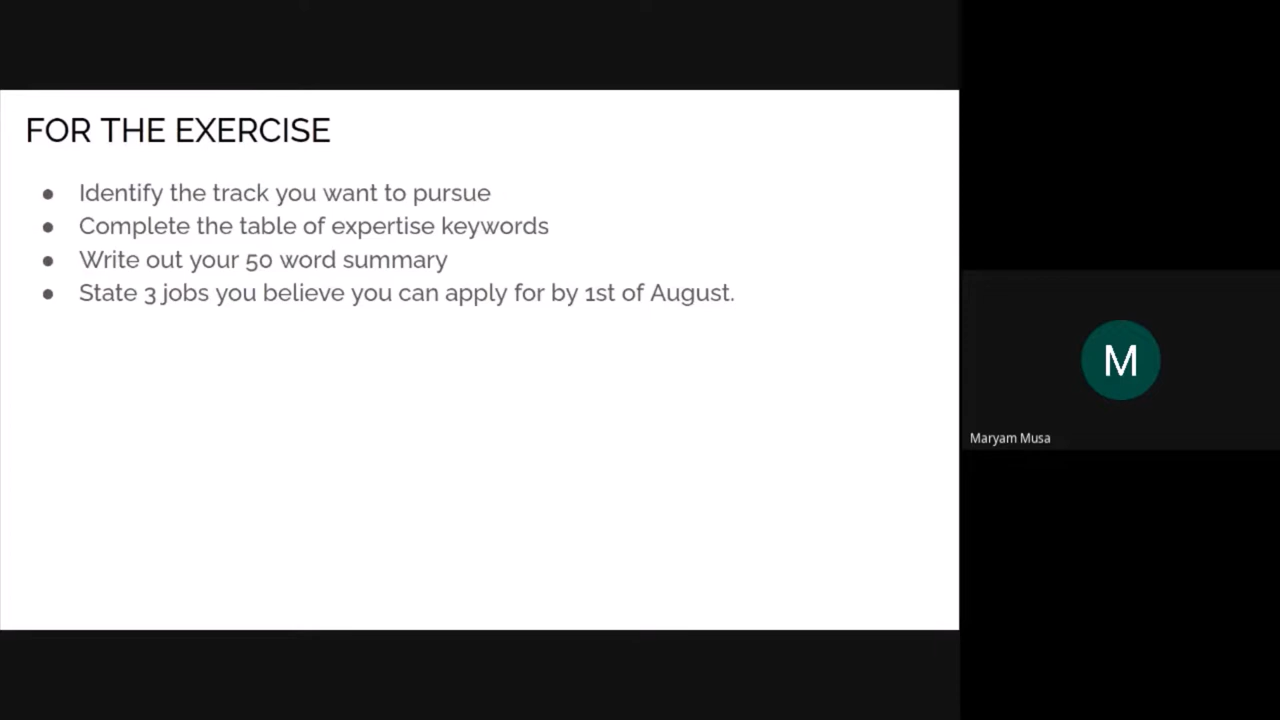 FOR THE EXERCISE
● Identify the track you want to pursue
● Complete the table of expertise keywords
● Write out your 50 word summary
● State 3 jobs you believe you can apply for by 1st of August.
M
Maryam Musa